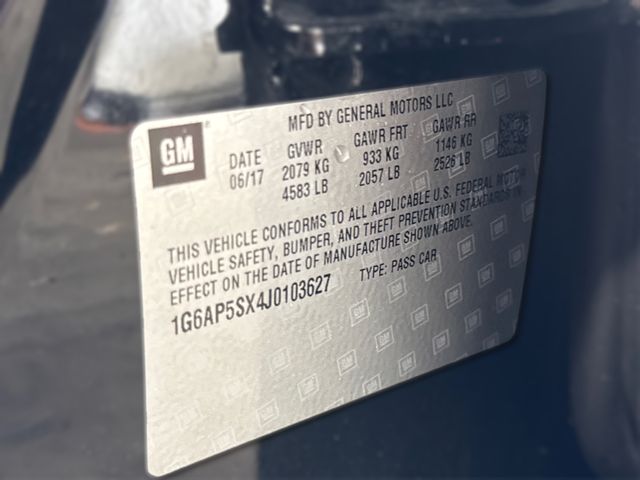 MFD BY GENERAL MOTORS LLC
GM
DATE GVWR GAWR FRT GAWR RR
06/17 2079 KG 933 KG 1146 KG
4583 LB 2057 LB 2526 LB
THIS VEHICLE CONFORMS TO ALL APPLICABLE U.S. FEDERAL MOTOR
VEHICLE SAFETY, BUMPER, AND THEFT PREVENTION STANDARDS IN
EFFECT ON THE DATE OF MANUFACTURE SHOWN ABOVE.
1G6AP5SX4J0103627 TYPE: PASS CAR